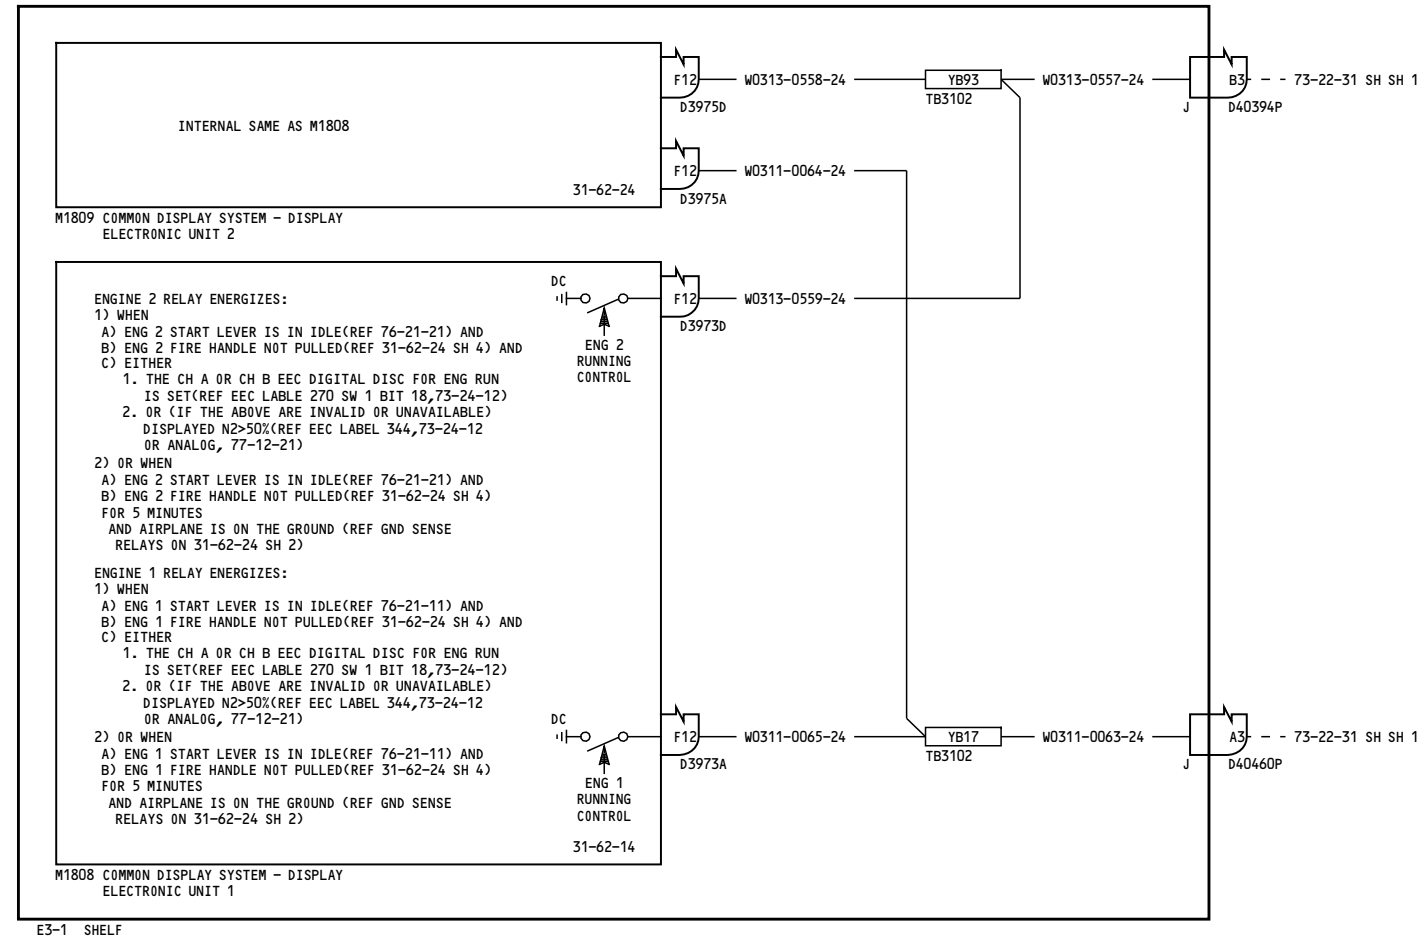 F12 W0313-0558-24 YB93 W0313-0557-24 B3 73-22-31 SH SH 1
D3975D TB3102 J D40394P
INTERNAL SAME AS M1808
F12 W0311-0064-24
31-62-24
D3975A
M1809 COMMON DISPLAY SYSTEM - DISPLAY
ELECTRONIC UNIT 2
DC
F12 W0313-0559-24
D3973D
ENG 2
RUNNING
CONTROL
ENGINE 2 RELAY ENERGIZES:
1) WHEN
A) ENG 2 START LEVER IS IN IDLE(REF 76-21-21) AND
B) ENG 2 FIRE HANDLE NOT PULLED(REF 31-62-24 SH 4) AND
C) EITHER
1. THE CH A OR CH B EEC DIGITAL DISC FOR ENG RUN
IS SET(REF EEC LABLE 270 SW 1 BIT 18,73-24-12)
2. OR (IF THE ABOVE ARE INVALID OR UNAVAILABLE)
DISPLAYED N2>50%(REF EEC LABEL 344,73-24-12
OR ANALOG, 77-12-21)
2) OR WHEN
A) ENG 2 START LEVER IS IN IDLE(REF 76-21-21) AND
B) ENG 2 FIRE HANDLE NOT PULLED(REF 31-62-24 SH 4)
FOR 5 MINUTES
AND AIRPLANE IS ON THE GROUND (REF GND SENSE
RELAYS ON 31-62-24 SH 2)
ENGINE 1 RELAY ENERGIZES:
1) WHEN
A) ENG 1 START LEVER IS IN IDLE(REF 76-21-11) AND
B) ENG 1 FIRE HANDLE NOT PULLED(REF 31-62-24 SH 4) AND
C) EITHER
1. THE CH A OR CH B EEC DIGITAL DISC FOR ENG RUN
IS SET(REF EEC LABLE 270 SW 1 BIT 18,73-24-12)
2. OR (IF THE ABOVE ARE INVALID OR UNAVAILABLE)
DISPLAYED N2>50%(REF EEC LABEL 344,73-24-12
OR ANALOG, 77-12-21)
2) OR WHEN
A) ENG 1 START LEVER IS IN IDLE(REF 76-21-11) AND
B) ENG 1 FIRE HANDLE NOT PULLED(REF 31-62-24 SH 4)
FOR 5 MINUTES
AND AIRPLANE IS ON THE GROUND (REF GND SENSE
RELAYS ON 31-62-24 SH 2)
DC
F12 W0311-0065-24 YB17 W0311-0063-24 A3 73-22-31 SH SH 1
D3973A TB3102 J D40460P
ENG 1
RUNNING
CONTROL
31-62-14
M1808 COMMON DISPLAY SYSTEM - DISPLAY
ELECTRONIC UNIT 1
E3-1 SHELF